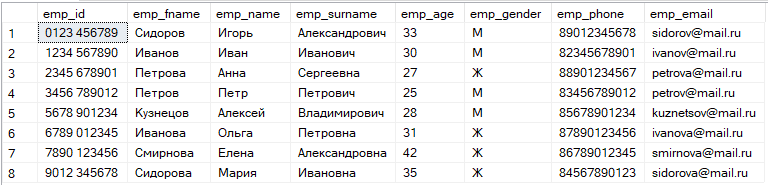 emp_id emp_fname emp_name emp_surname emp_age emp_gender emp_phone emp_email
1 0123 456789 Сидоров Игорь Александрович 33 М 89012345678 sidorov@mail.ru
2 1234 567890 Иванов Иван Иванович 30 М 82345678901 ivanov@mail.ru
3 2345 678901 Петрова Анна Сергеевна 27 Ж 88901234567 petrova@mail.ru
4 3456 789012 Петров Петр Петрович 25 М 83456789012 petrov@mail.ru
5 5678 901234 Кузнецов Алексей Владимирович 28 М 85678901234 kuznetsov@mail.ru
6 6789 012345 Иванова Ольга Петровна 31 Ж 87890123456 ivanova@mail.ru
7 7890 123456 Смирнова Елена Александровна 42 Ж 86789012345 smirnova@mail.ru
8 9012 345678 Сидорова Мария Ивановна 35 Ж 84567890123 sidorova@mail.ru